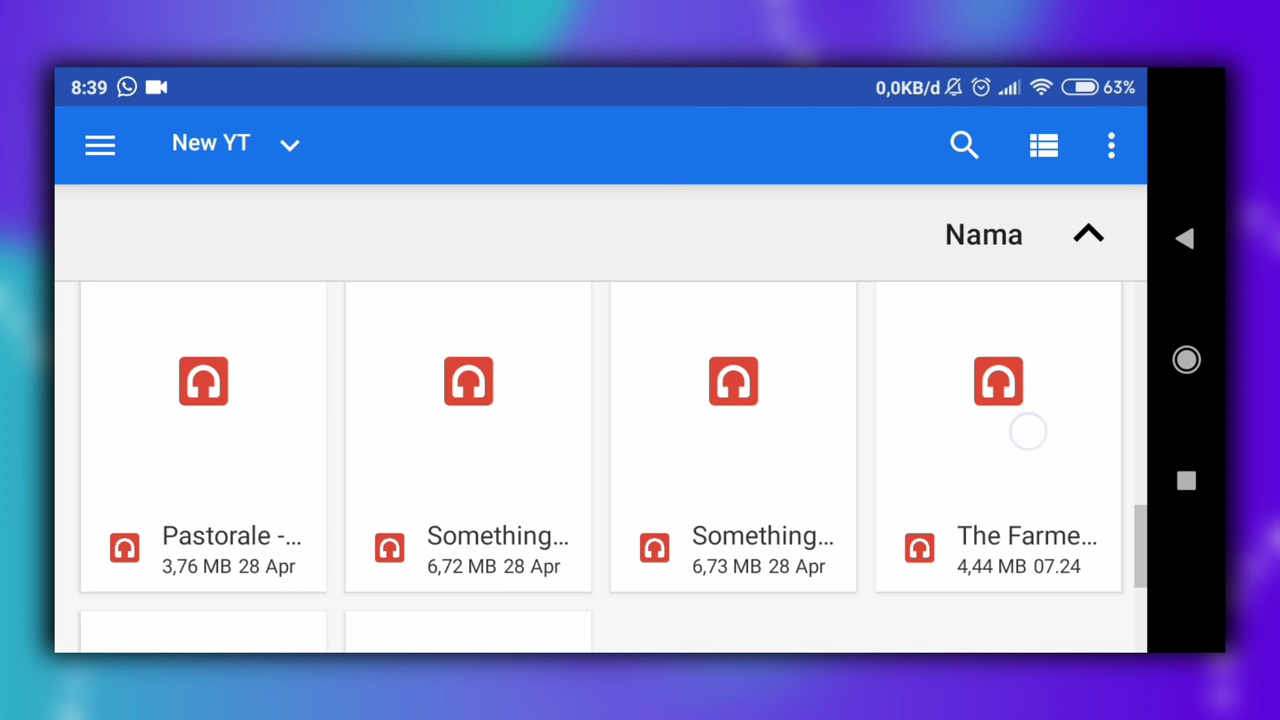 8:39 0,0KB/d 63%
New YT
Nama
Pastorale -... Something... Something... The Farme...
3,76 MB 28 Apr 6,72 MB 28 Apr 6,73 MB 28 Apr 4,44 MB 07.24